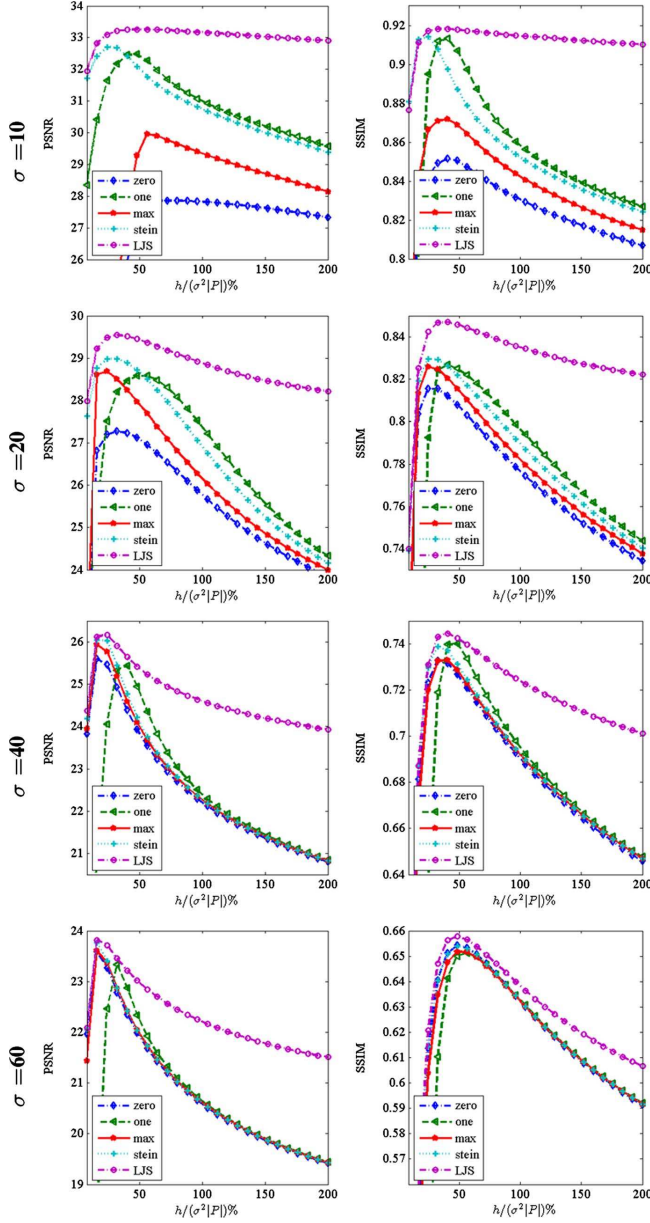 σ = 10
PSNR
34
33
32
31
30
29
28
27
26
zero
one
max
stein
LJS
50
100
150
200
h/(σ²|P|)%
SSIM
0.92
0.9
0.88
0.86
0.84
0.82
0.8
zero
one
max
stein
LJS
50
100
150
200
h/(σ²|P|)%
σ = 20
PSNR
30
29
28
27
26
25
24
zero
one
max
stein
LJS
50
100
150
200
h/(σ²|P|)%
SSIM
0.84
0.82
0.8
0.78
0.76
0.74
zero
one
max
stein
LJS
50
100
150
200
h/(σ²|P|)%
σ = 40
PSNR
26
25
24
23
22
21
zero
one
max
stein
LJS
50
100
150
200
h/(σ²|P|)%
SSIM
0.74
0.72
0.7
0.68
0.66
0.64
zero
one
max
stein
LJS
50
100
150
200
h/(σ²|P|)%
σ = 60
PSNR
24
23
22
21
20
19
zero
one
max
stein
LJS
50
100
150
200
h/(σ²|P|)%
SSIM
0.66
0.65
0.64
0.63
0.62
0.61
0.6
0.59
0.58
0.57
zero
one
max
stein
LJS
50
100
150
200
h/(σ²|P|)%